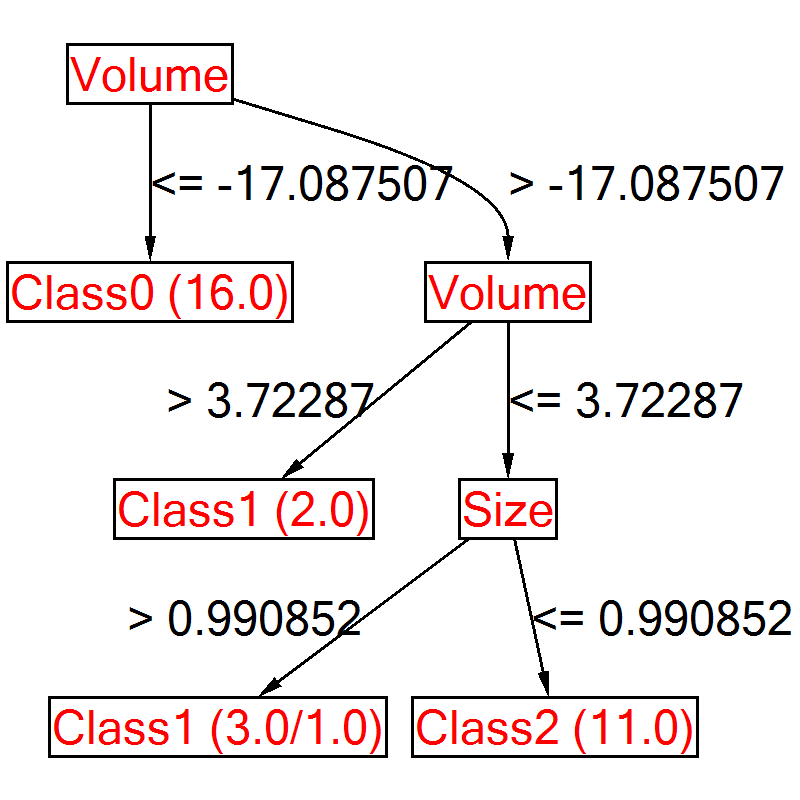 Volume
<= -17.087507
> -17.087507
Class0 (16.0)
Volume
> 3.72287
<= 3.72287
Class1 (2.0)
Size
> 0.990852
<= 0.990852
Class1 (3.0/1.0)
Class2 (11.0)